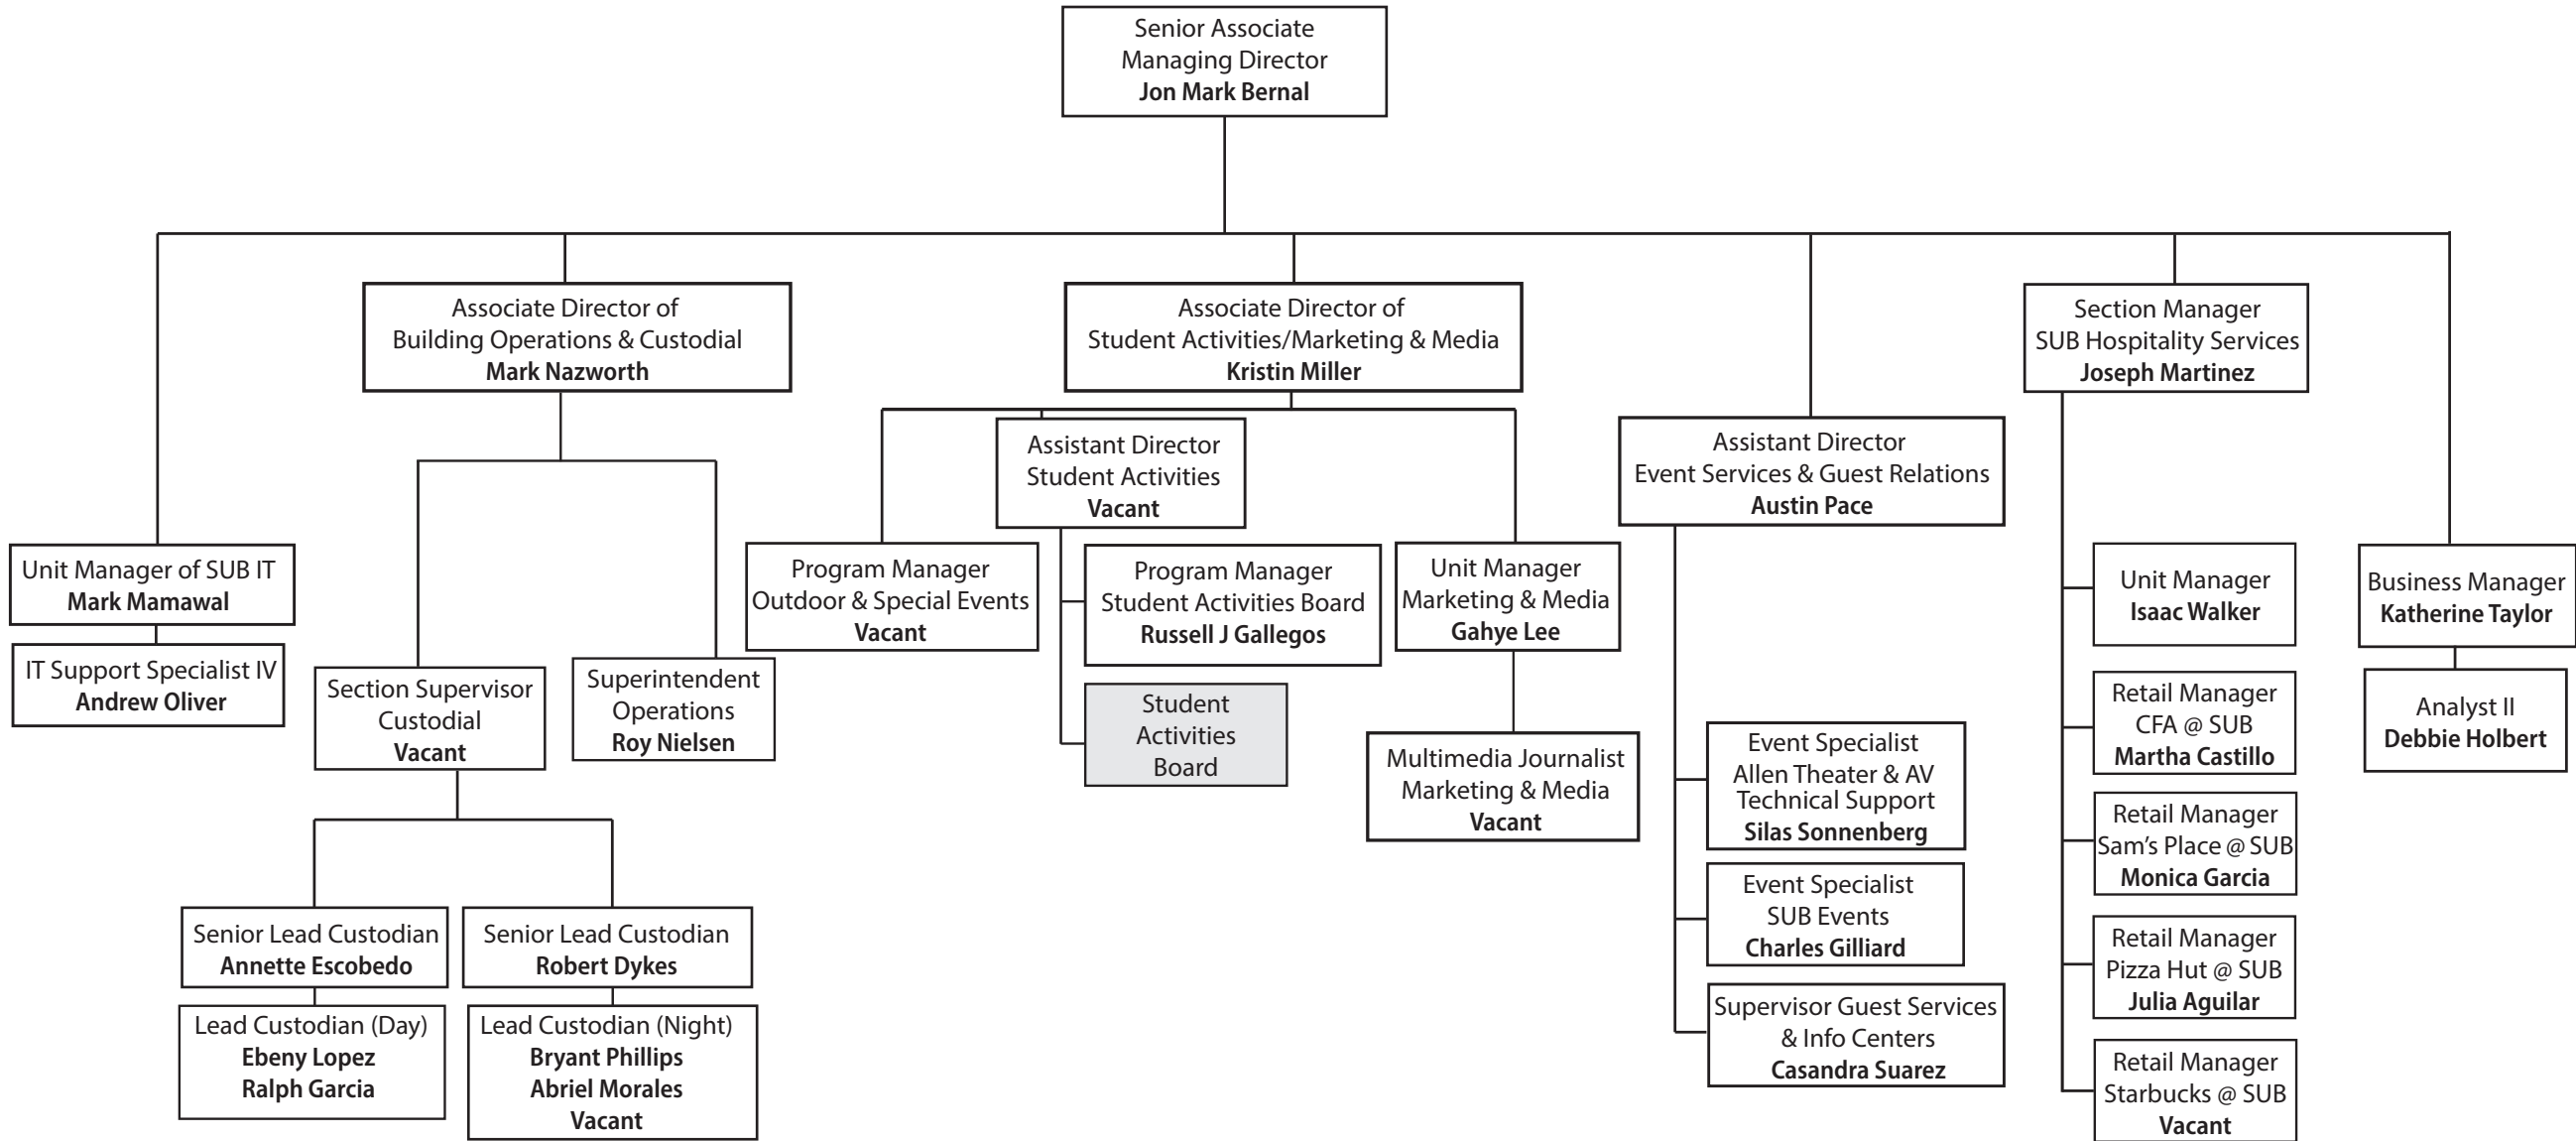 Senior Associate
Managing Director
Jon Mark Bernal
Associate Director of
Building Operations & Custodial
Mark Nazworth
Associate Director of
Student Activities/Marketing & Media
Kristin Miller
Section Manager
SUB Hospitality Services
Joseph Martinez
Assistant Director
Student Activities
Vacant
Assistant Director
Event Services & Guest Relations
Austin Pace
Unit Manager of SUB IT
Mark Mamawal
IT Support Specialist IV
Andrew Oliver
Section Supervisor
Custodial
Vacant
Superintendent
Operations
Roy Nielsen
Program Manager
Outdoor & Special Events
Vacant
Program Manager
Student Activities Board
Russell J Gallegos
Student
Activities
Board
Unit Manager
Marketing & Media
Gahye Lee
Multimedia Journalist
Marketing & Media
Vacant
Event Specialist
Allen Theater & AV
Technical Support
Silas Sonnenberg
Event Specialist
SUB Events
Charles Gilliard
Supervisor Guest Services
& Info Centers
Casandra Suarez
Unit Manager
Isaac Walker
Retail Manager
CFA @ SUB
Martha Castillo
Retail Manager
Sam’s Place @ SUB
Monica Garcia
Retail Manager
Pizza Hut @ SUB
Julia Aguilar
Retail Manager
Starbucks @ SUB
Vacant
Business Manager
Katherine Taylor
Analyst II
Debbie Holbert
Senior Lead Custodian
Annette Escobedo
Senior Lead Custodian
Robert Dykes
Lead Custodian (Day)
Ebeny Lopez
Ralph Garcia
Lead Custodian (Night)
Bryant Phillips
Abriel Morales
Vacant